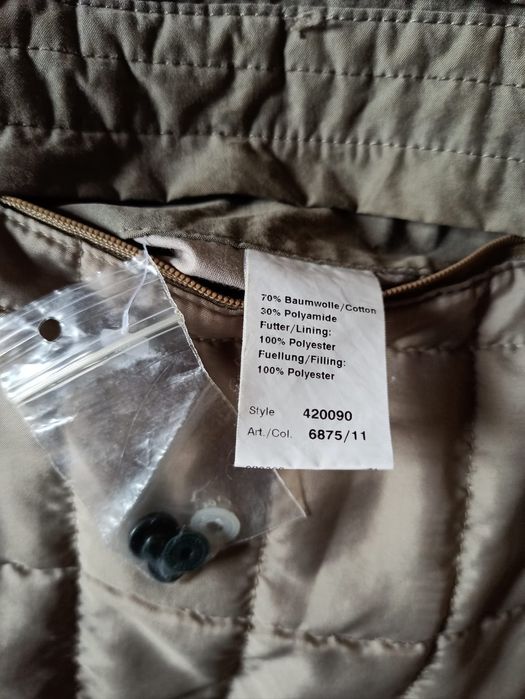 70% Baumwolle/Cotton
30% Polyamide
Futter/Lining:
100% Polyester
Fuellung/Filling:
100% Polyester
Style 420090
Art./Col. 6875/11